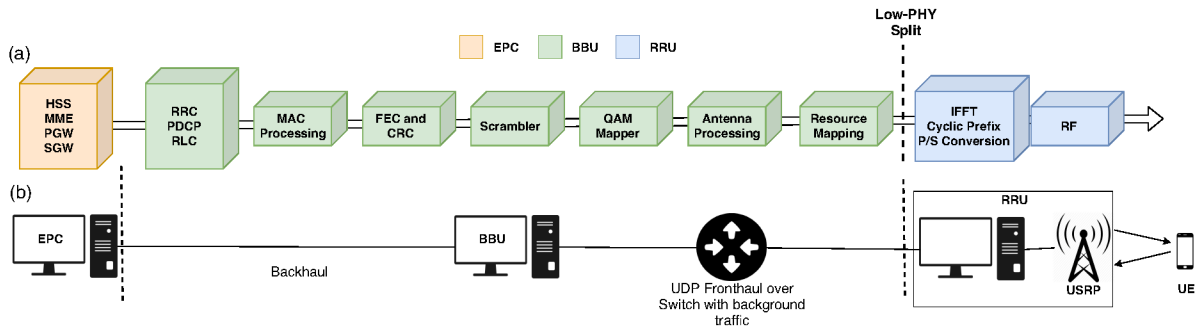 Low-PHY
Split
(a)
EPC
BBU
RRU
HSS
MME
PGW
SGW
RRC
PDCP
RLC
MAC
Processing
FEC and
CRC
Scrambler
QAM
Mapper
Antenna
Processing
Resource
Mapping
IFFT
Cyclic Prefix
P/S Conversion
RF
(b)
EPC
Backhaul
BBU
UDP Fronthaul over
Switch with background
traffic
RRU
USRP
UE